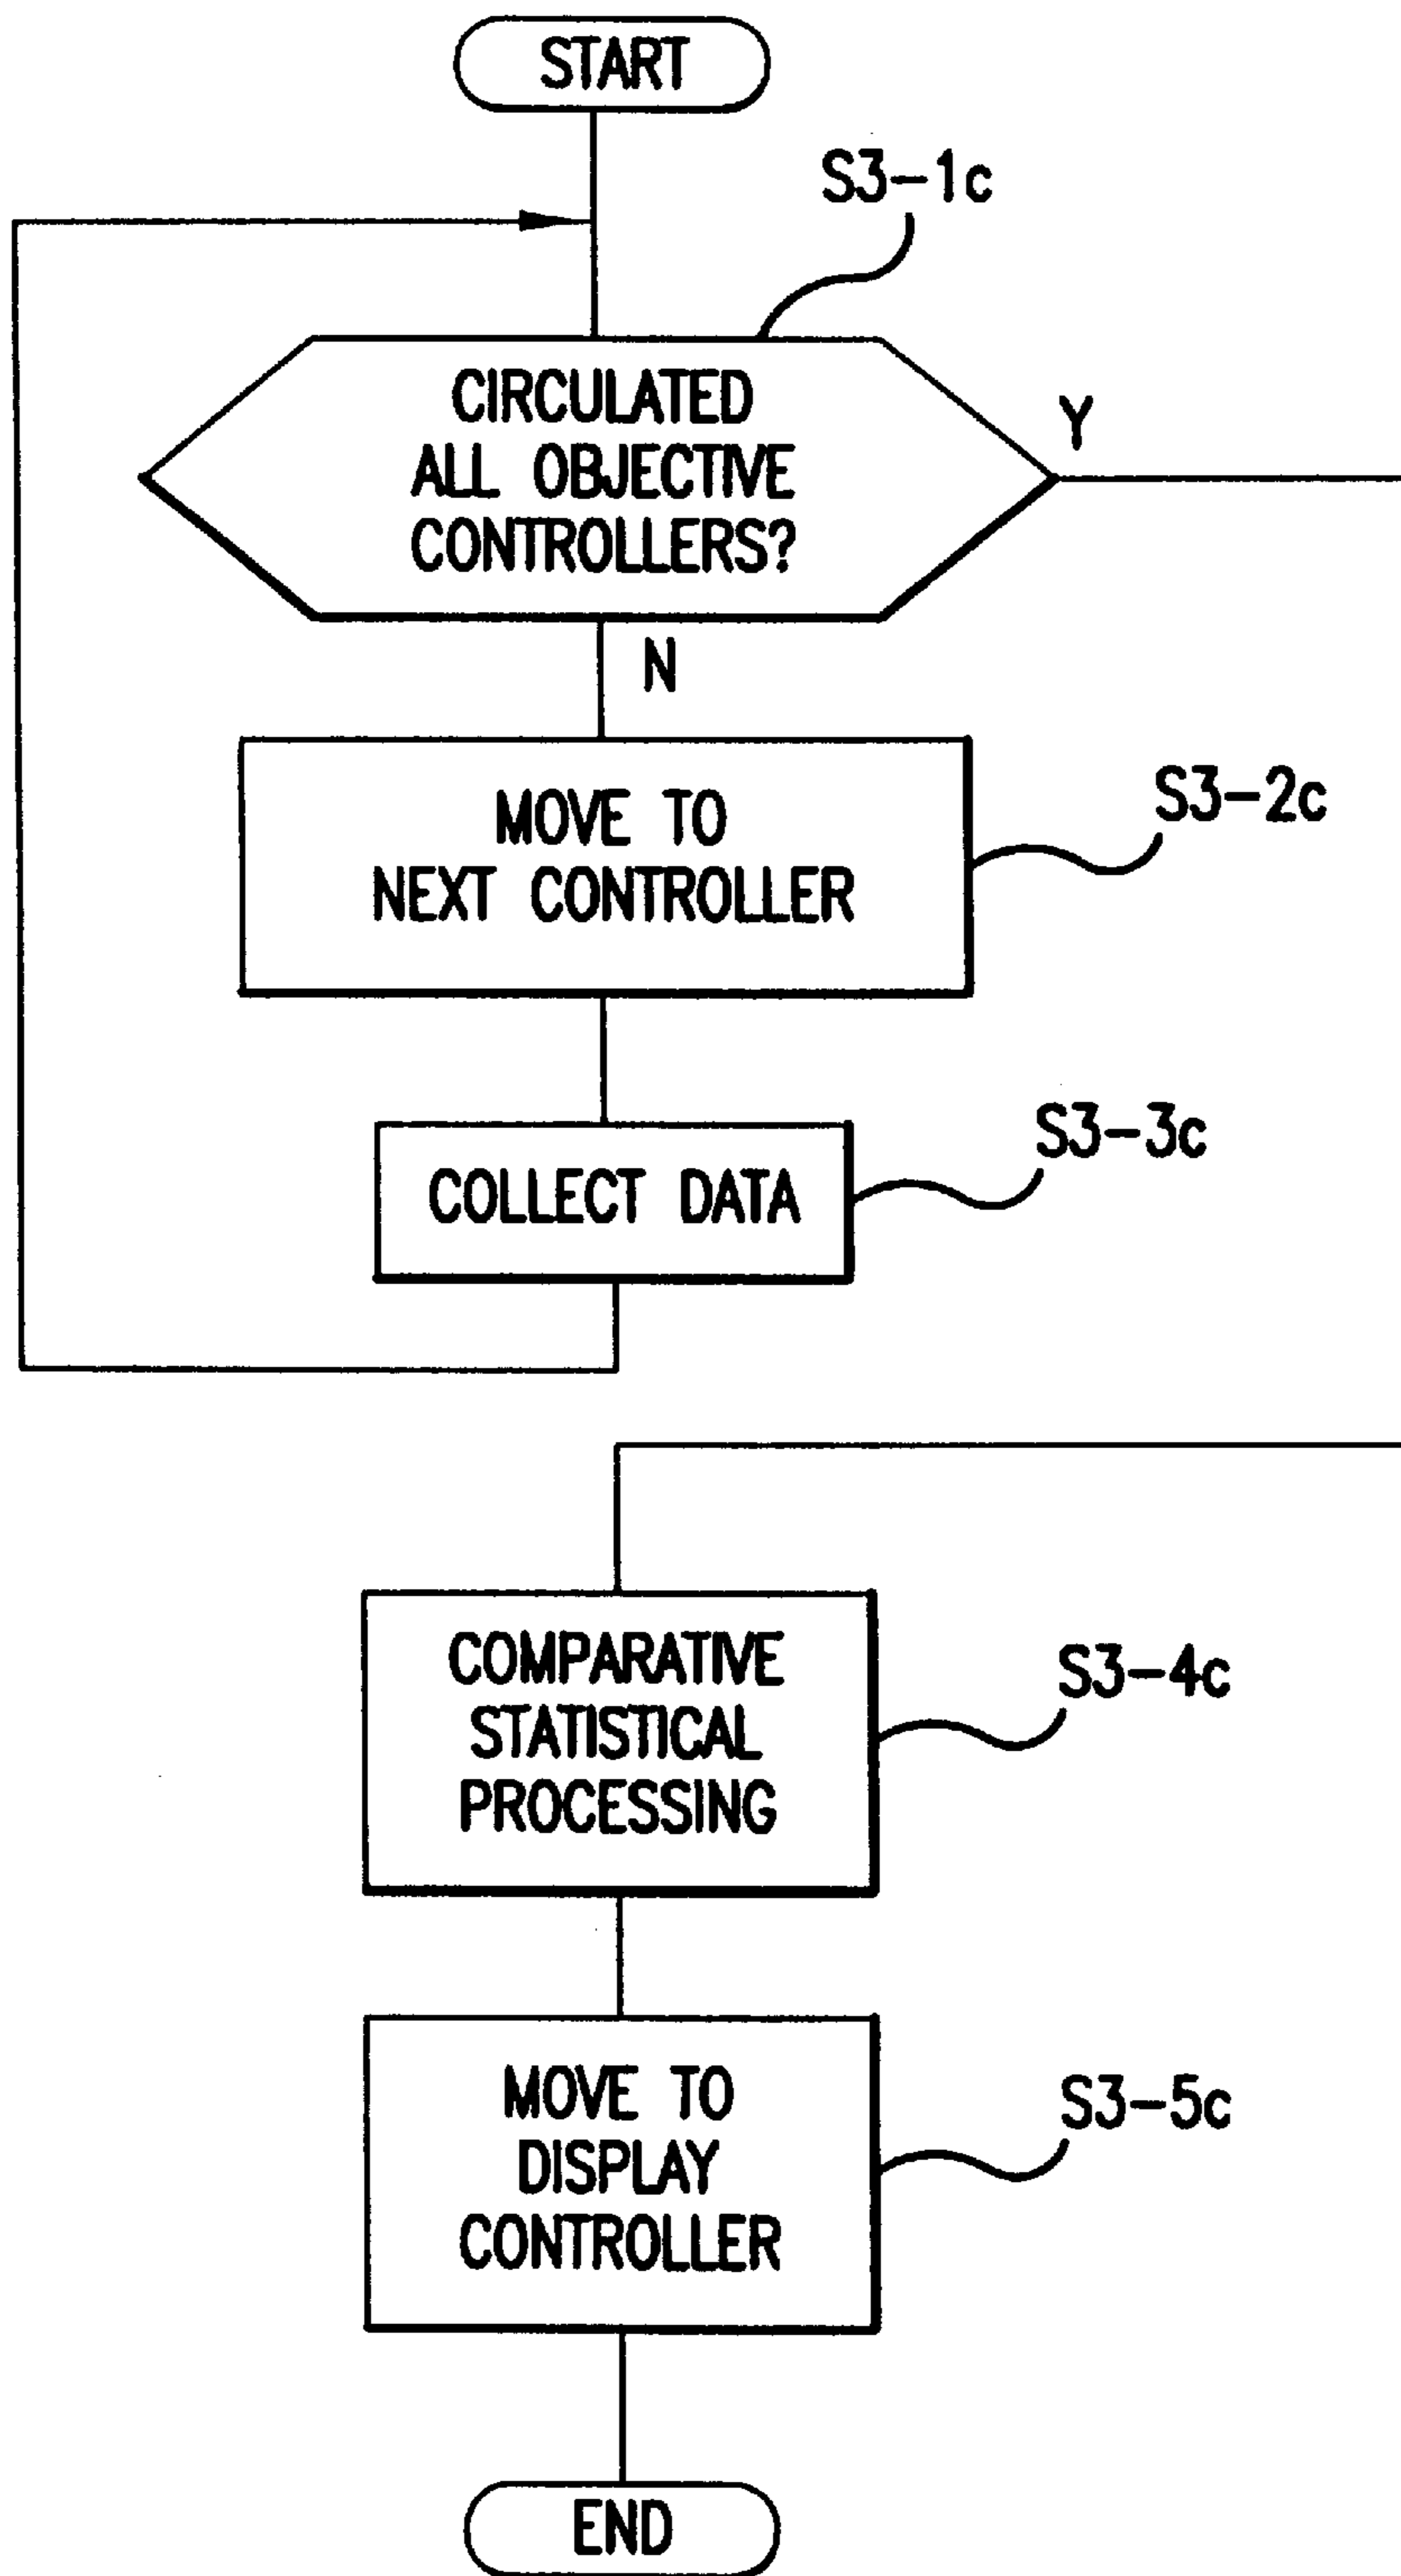 START
S3-1c
CIRCULATED
ALL OBJECTIVE
CONTROLLERS?
Y
N
MOVE TO
NEXT CONTROLLER
S3-2c
COLLECT DATA
S3-3c
COMPARATIVE
STATISTICAL
PROCESSING
S3-4c
MOVE TO
DISPLAY
CONTROLLER
S3-5c
END